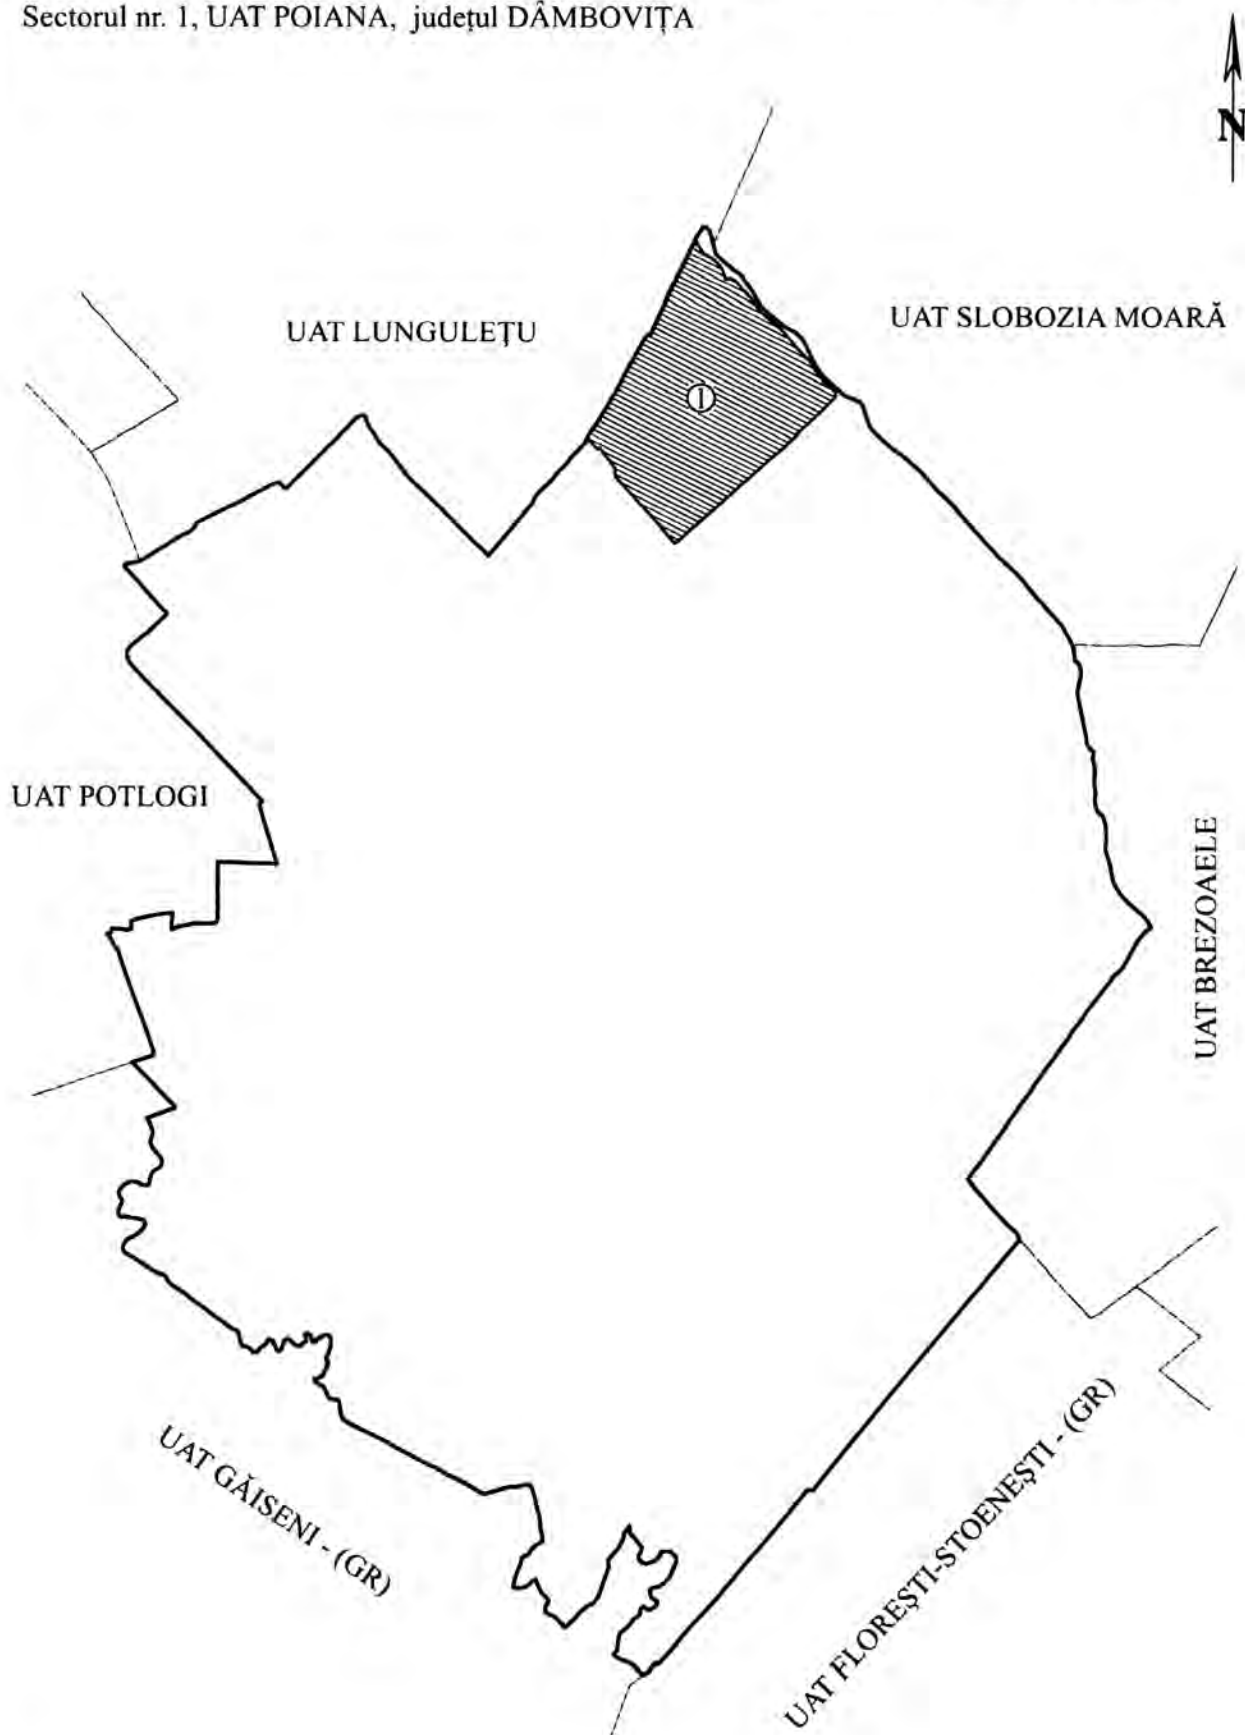 Sectorul nr. 1, UAT POIANA, județul DÂMBOVIȚA
N
UAT LUNGULEȚU
UAT SLOBOZIA MOARĂ
1
UAT POTLOGI
UAT BREZOAELE
UAT GĂISENI - (GR)
UAT FLOREȘTI-STOENEȘTI - (GR)